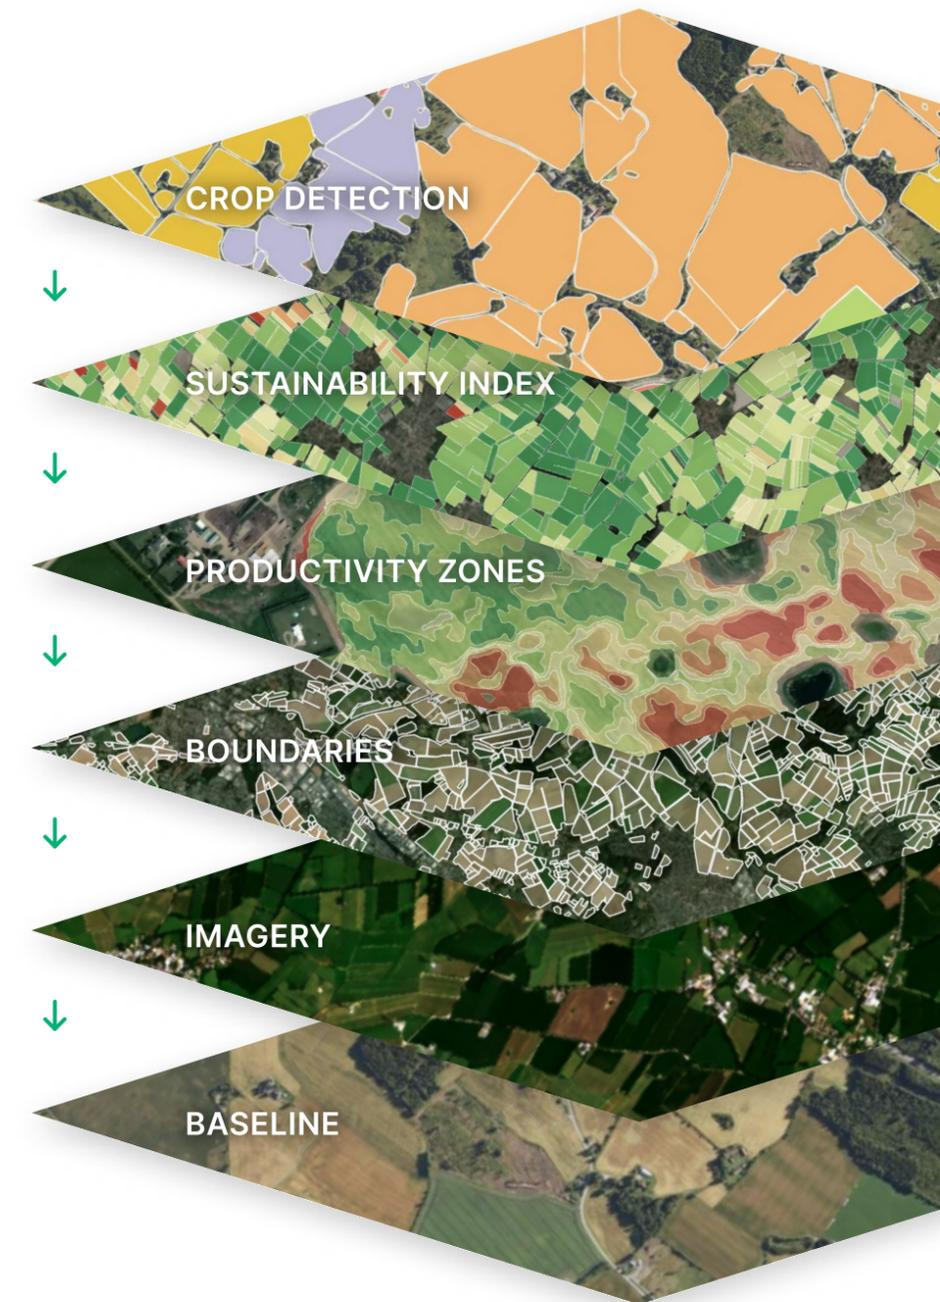 CROP DETECTION
SUSTAINABILITY INDEX
PRODUCTIVITY ZONES
BOUNDARIES
IMAGERY
BASELINE